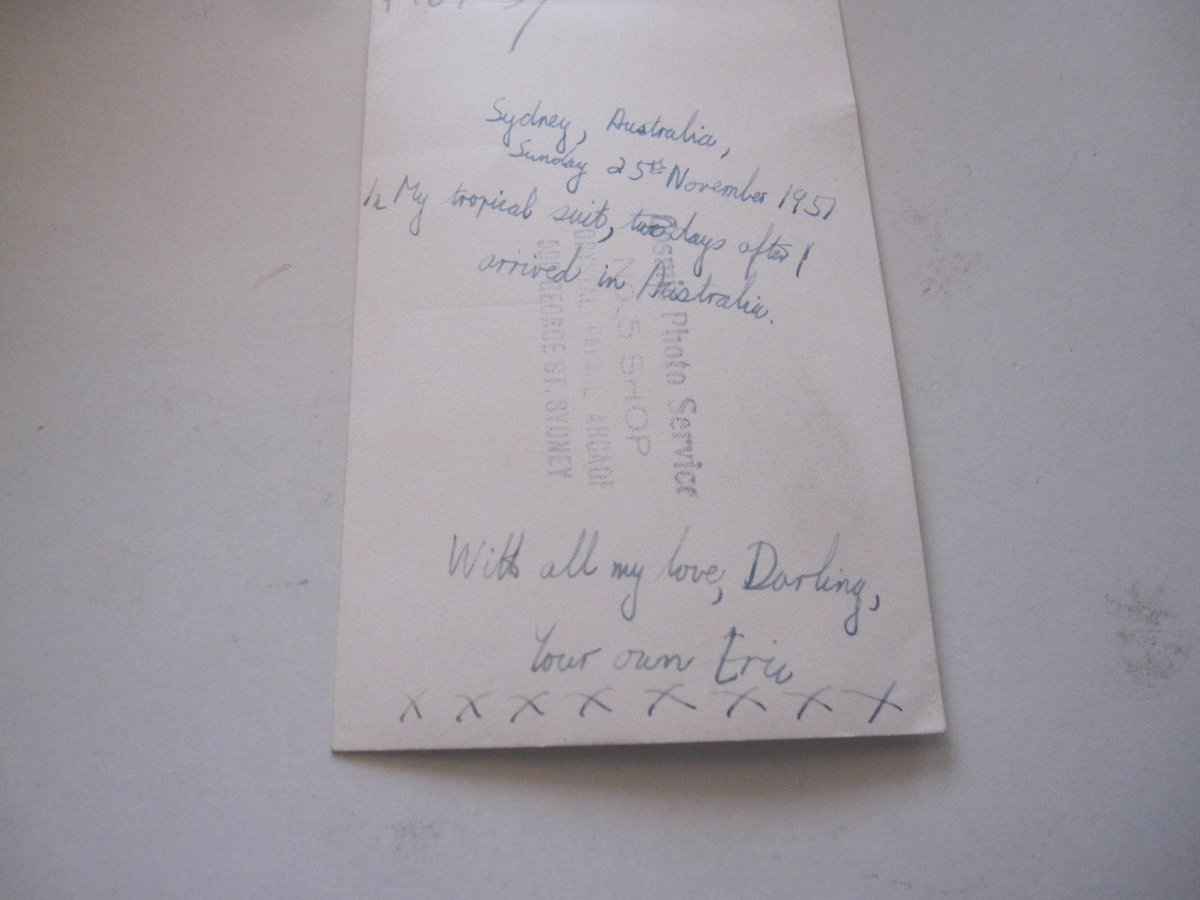 Sydney, Australia,
Sunday 25th November 1951
In My tropical suit, two days after I
arrived in Australia.
Photo Service
NO, 5 SHOP
ARCADE
GEORGE ST. SYDNEY
With all my love, Darling,
Your own Eric
X X X X X X X X